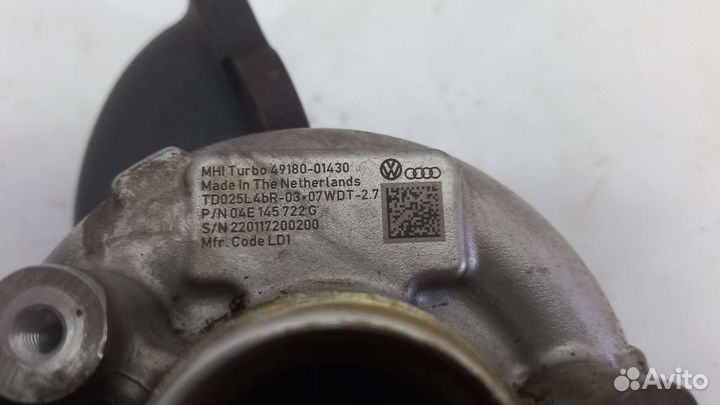 MHI Turbo 49180-01430
Made In The Netherlands
TD025L4bR-03*07WDT-2.7
P/N 04E 145 722 G
S/N 220117200200
Mfr. Code LD1
Avito